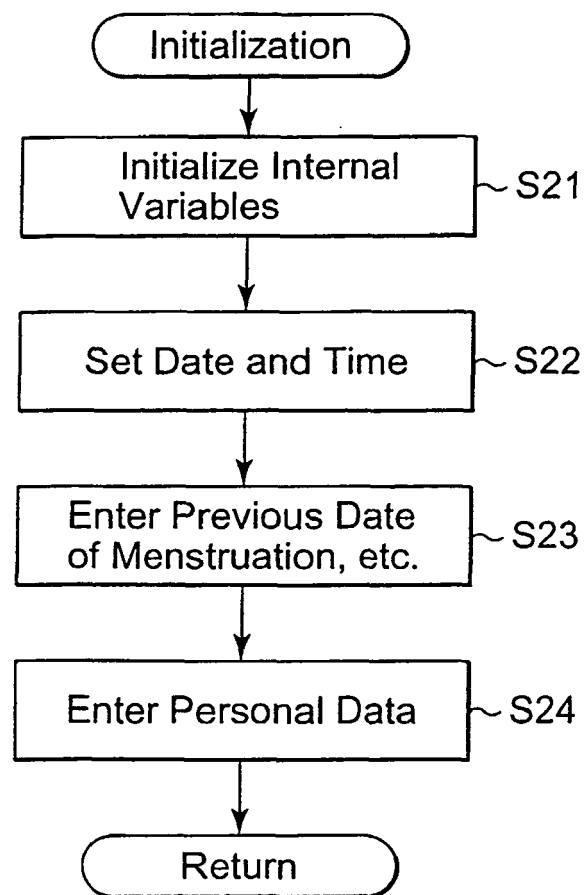 Initialization
Initialize Internal
Variables
S21
Set Date and Time
S22
Enter Previous Date
of Menstruation, etc.
S23
Enter Personal Data
S24
Return